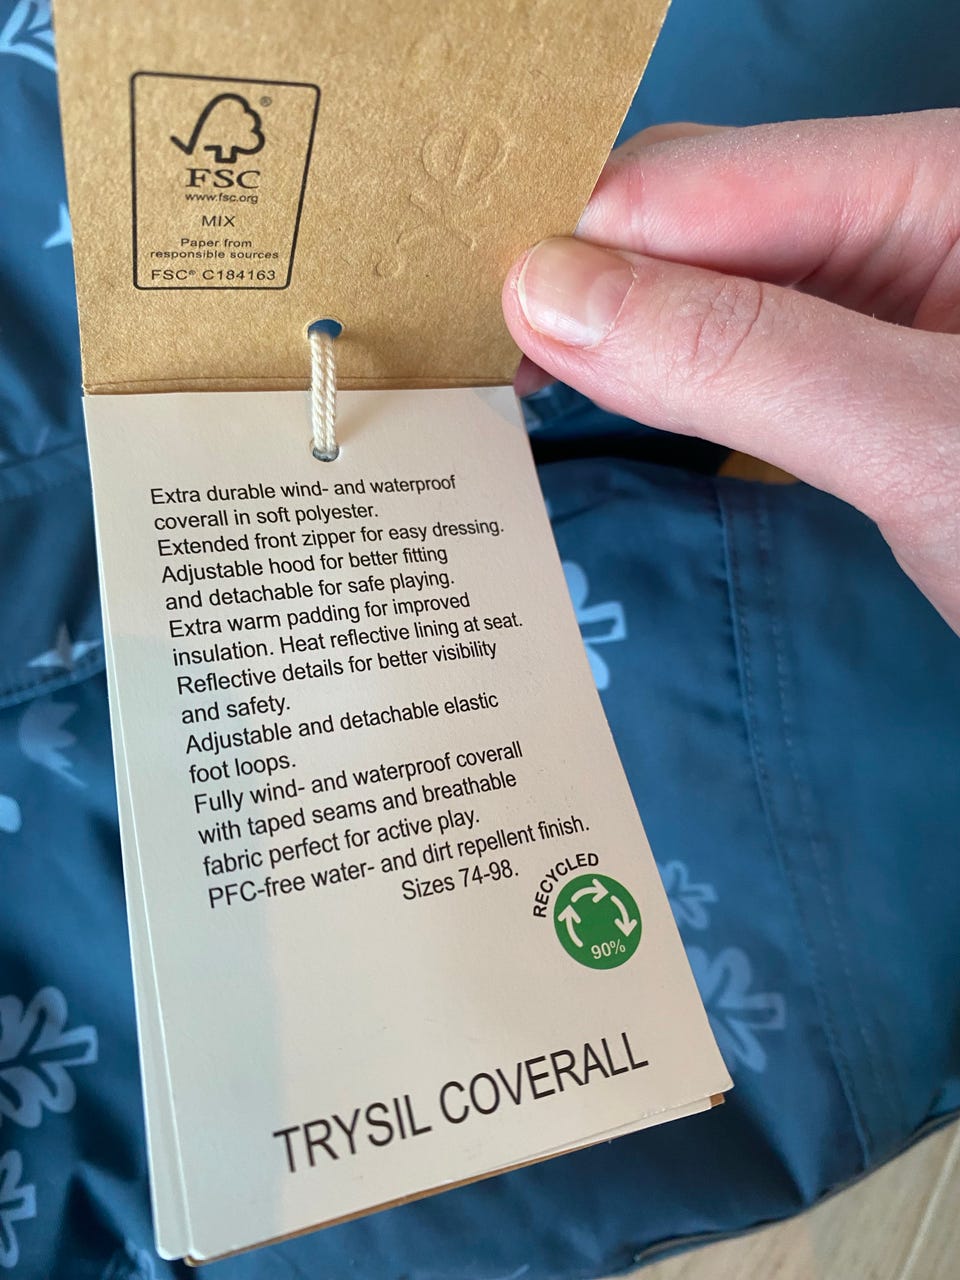 FSC®
www.fsc.org
MIX
Paper from
responsible sources
FSC® C184163
Extra durable wind- and waterproof
coverall in soft polyester.
Extended front zipper for easy dressing.
Adjustable hood for better fitting
and detachable for safe playing.
Extra warm padding for improved
insulation. Heat reflective lining at seat.
Reflective details for better visibility
and safety.
Adjustable and detachable elastic
foot loops.
Fully wind- and waterproof coverall
with taped seams and breathable
fabric perfect for active play.
PFC-free water- and dirt repellent finish.
Sizes 74-98.
RECYCLED
90%
TRYSIL COVERALL